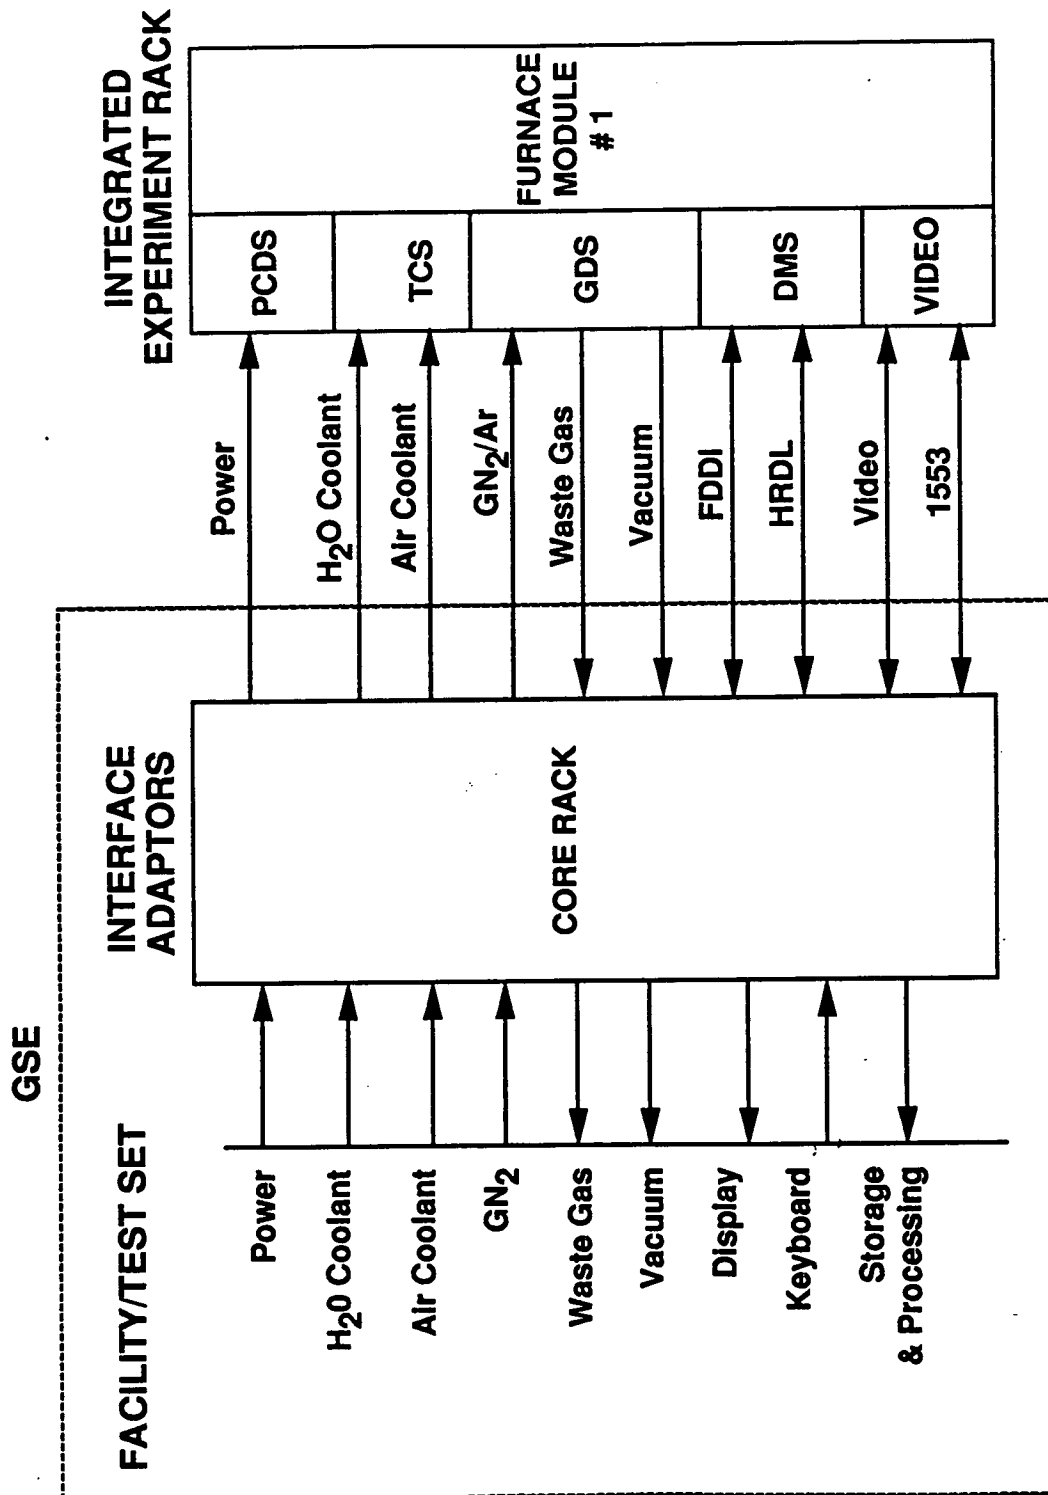 GSE
FACILITY/TEST SET
INTERFACE
ADAPTORS
INTEGRATED
EXPERIMENT RACK
Power
H₂0 Coolant
Air Coolant
GN₂
Waste Gas
Vacuum
Display
Keyboard
Storage
& Processing
CORE RACK
Power
H₂O Coolant
Air Coolant
GN₂/Ar
Waste Gas
Vacuum
FDDI
HRDL
Video
1553
PCDS
TCS
GDS
DMS
VIDEO
FURNACE
MODULE
# 1